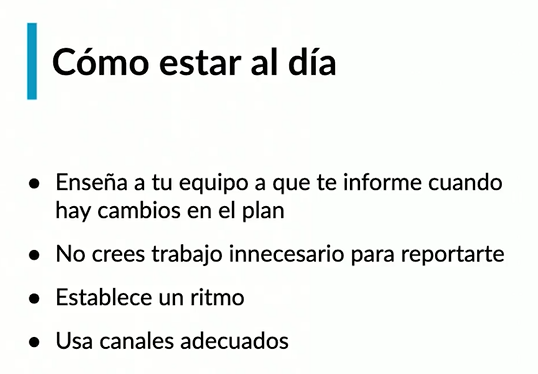 Cómo estar al día
● Enseña a tu equipo a que te informe cuando
hay cambios en el plan
● No crees trabajo innecesario para reportarte
● Establece un ritmo
● Usa canales adecuados